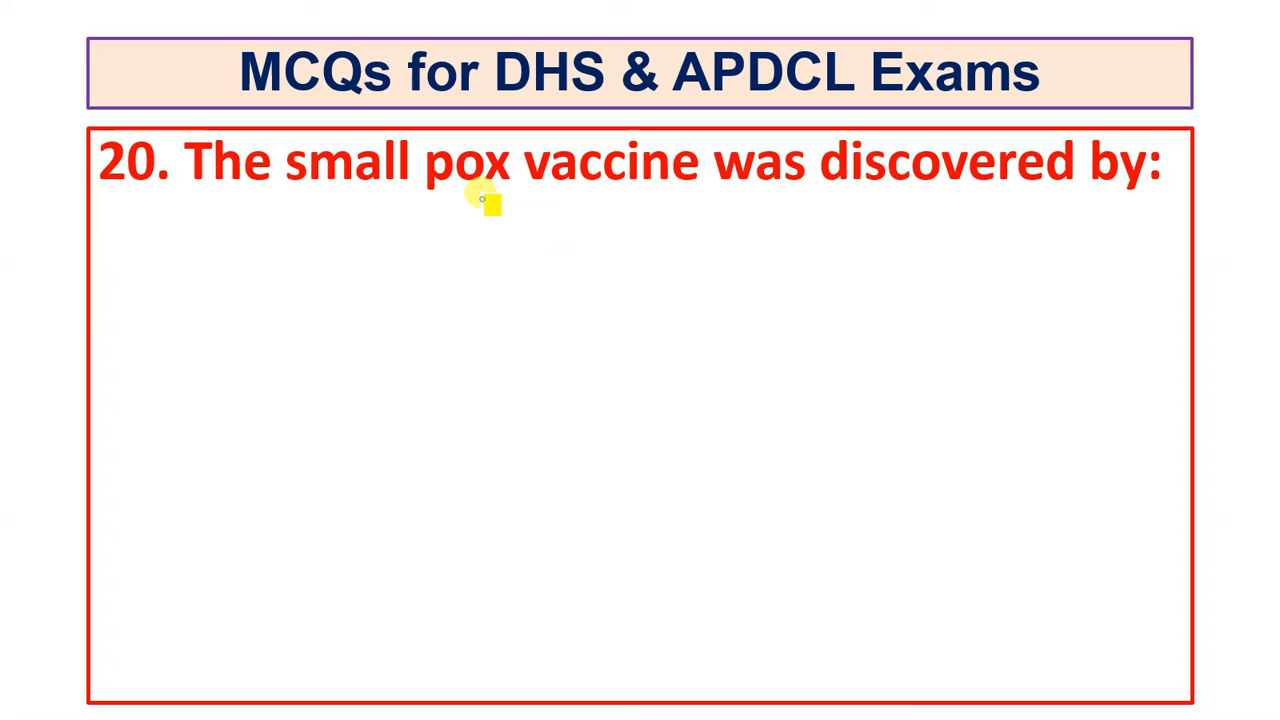 MCQs for DHS & APDCL Exams
20. The small pox vaccine was discovered by: